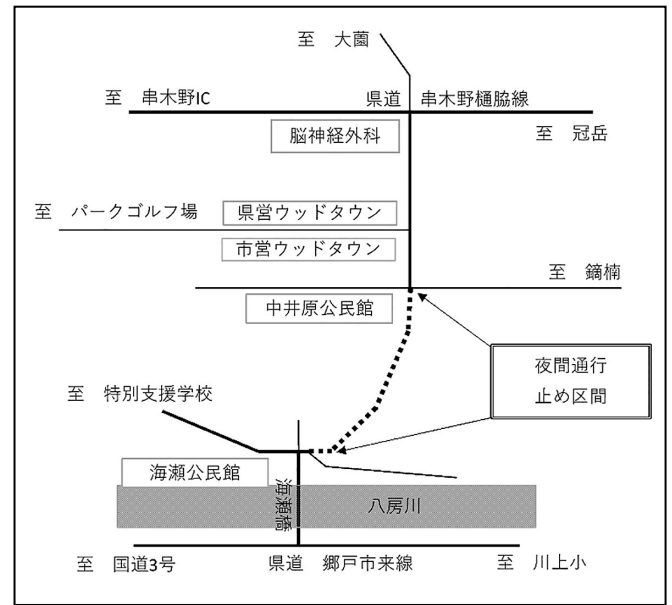 至　大薗
至　串木野IC
県道　串木野樋脇線
脳神経外科
至　冠岳
至　パークゴルフ場
県営ウッドタウン
市営ウッドタウン
至　鏑楠
中井原公民館
夜間通行
止め区間
至　特別支援学校
海瀬公民館
海瀬橋
八房川
至　国道3号
県道　郷戸市来線
至　川上小